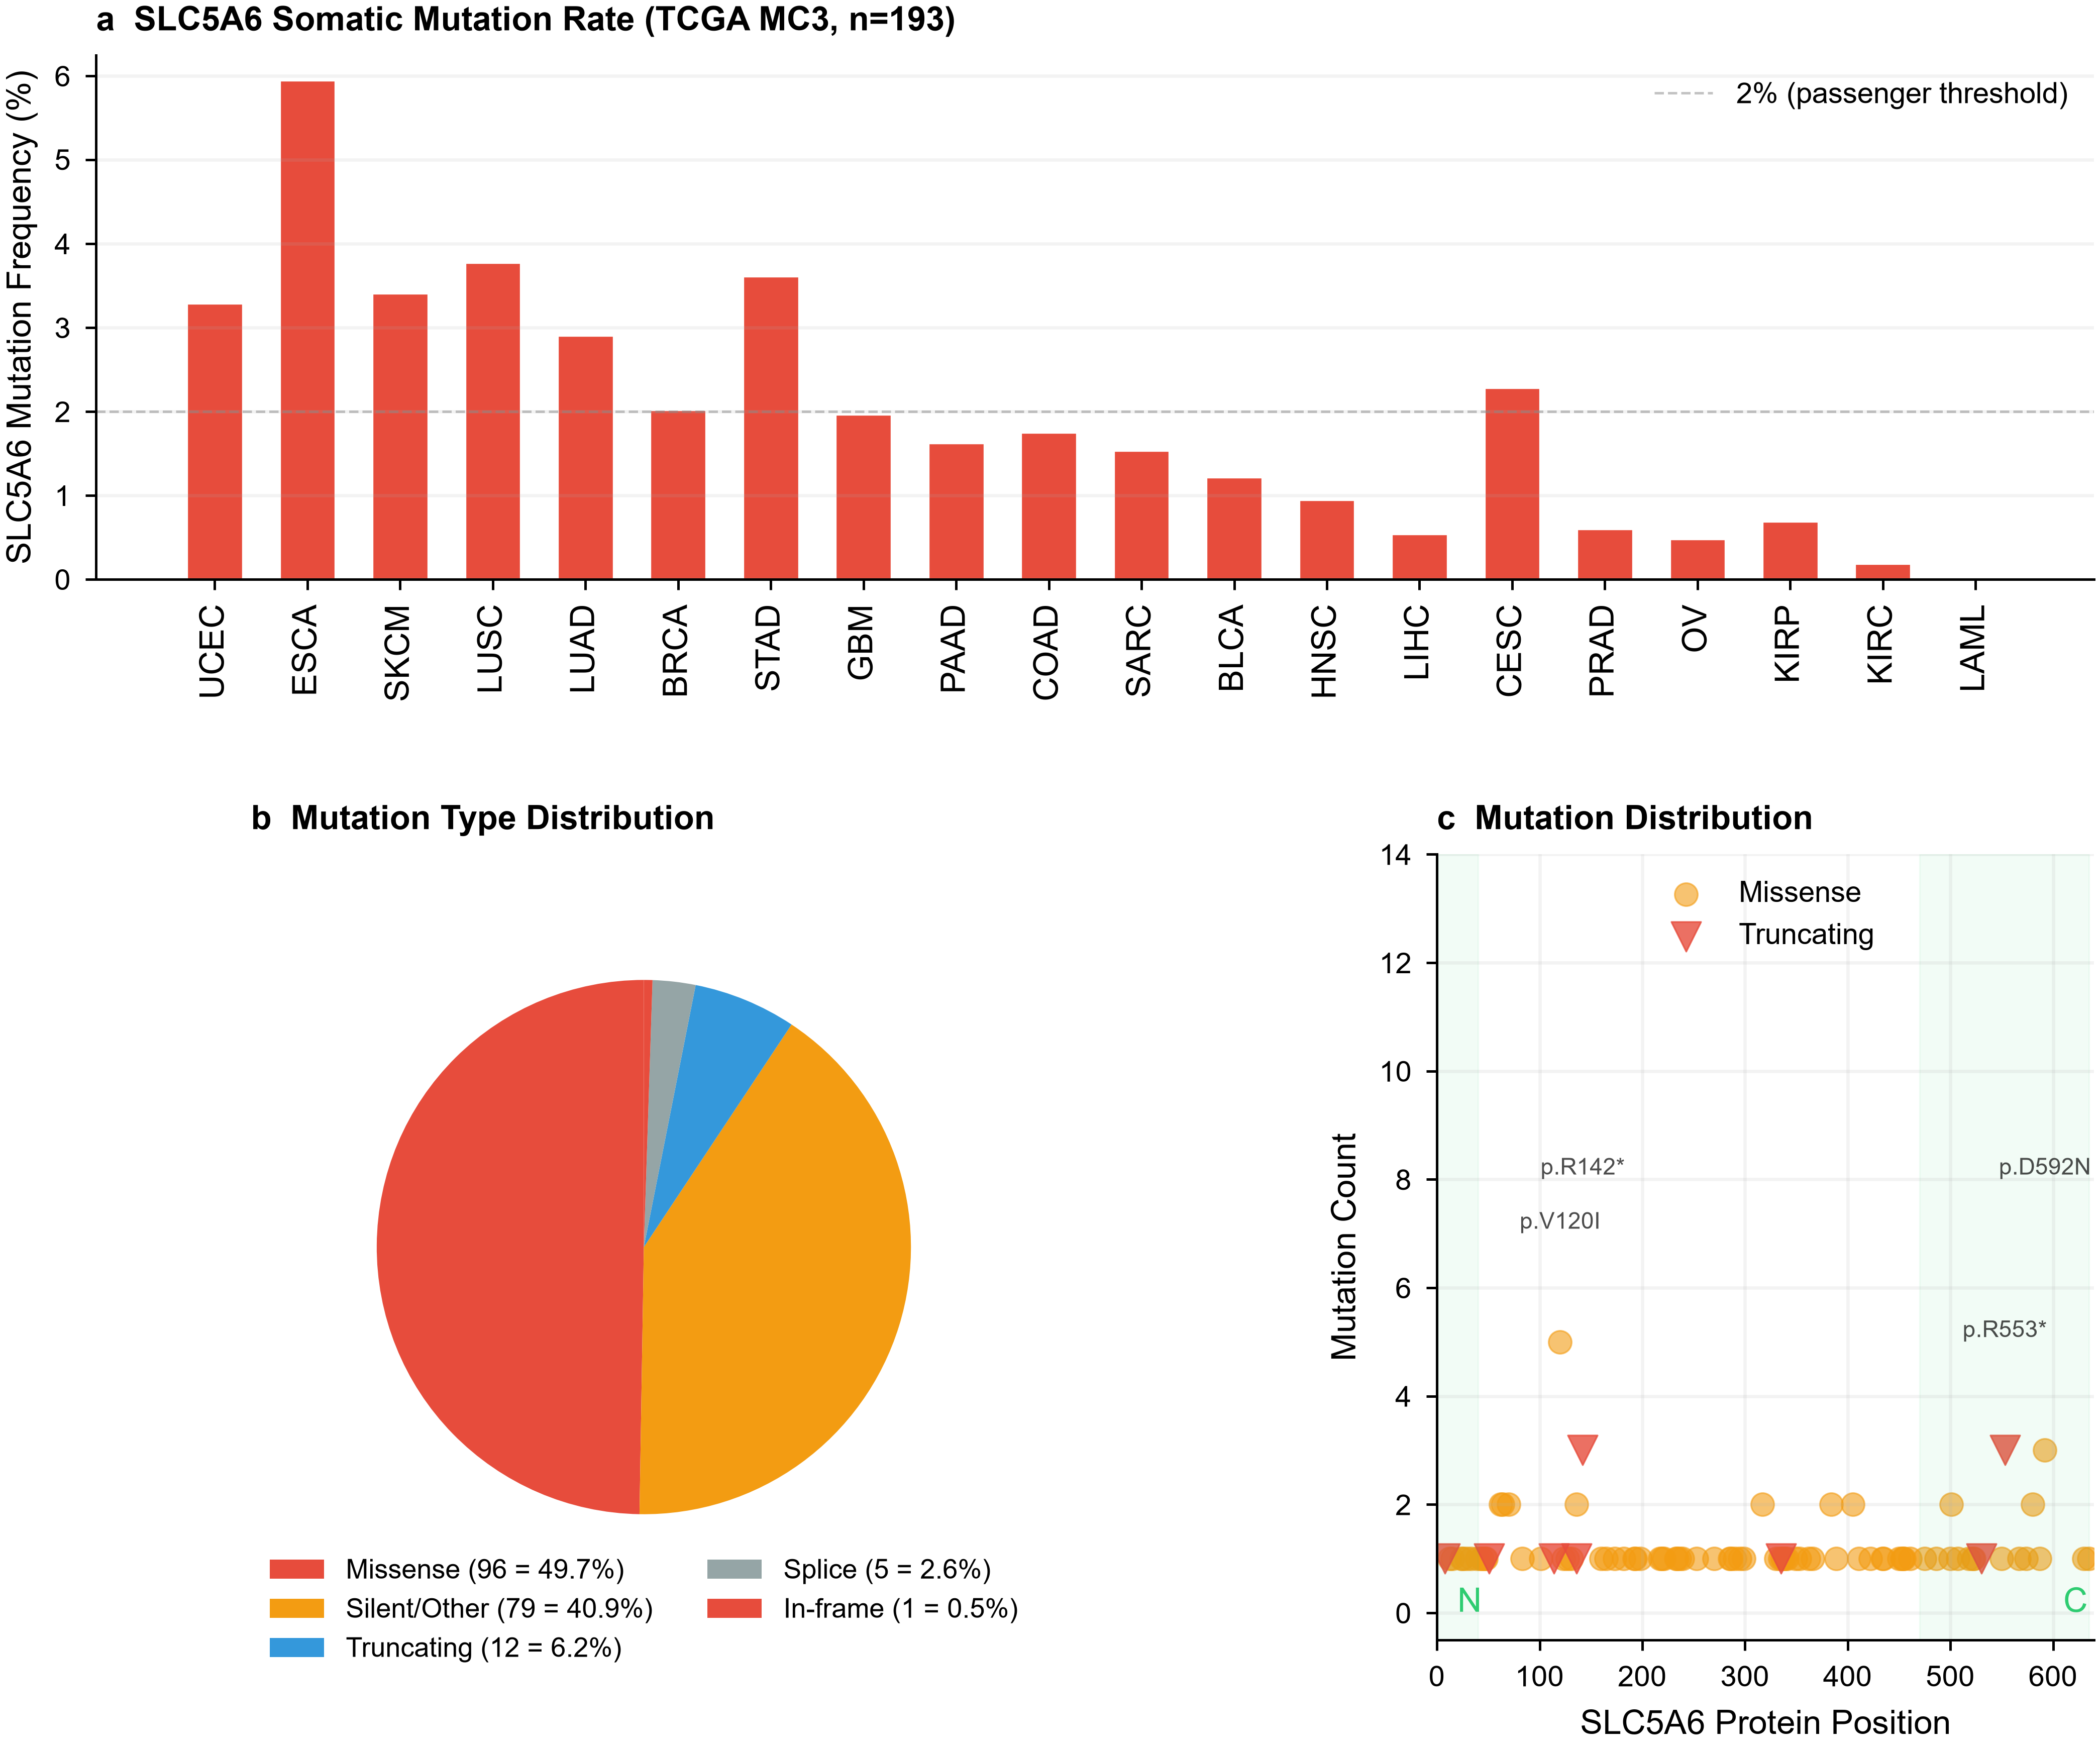 a SLC5A6 Somatic Mutation Rate (TCGA MC3, n=193)
SLC5A6 Mutation Frequency (%)
6
5
4
3
2
1
0
2% (passenger threshold)
UCEC
ESCA
SKCM
LUSC
LUAD
BRCA
STAD
GBM
PAAD
COAD
SARC
BLCA
HNSC
LIHC
CESC
PRAD
OV
KIRP
KIRC
LAML
b Mutation Type Distribution
Missense (96 = 49.7%)
Silent/Other (79 = 40.9%)
Truncating (12 = 6.2%)
Splice (5 = 2.6%)
In-frame (1 = 0.5%)
c Mutation Distribution
Mutation Count
14
12
10
8
6
4
2
0
Missense
Truncating
p.R142*
p.D592N
p.V120I
p.R553*
N
C
0 100 200 300 400 500 600
SLC5A6 Protein Position